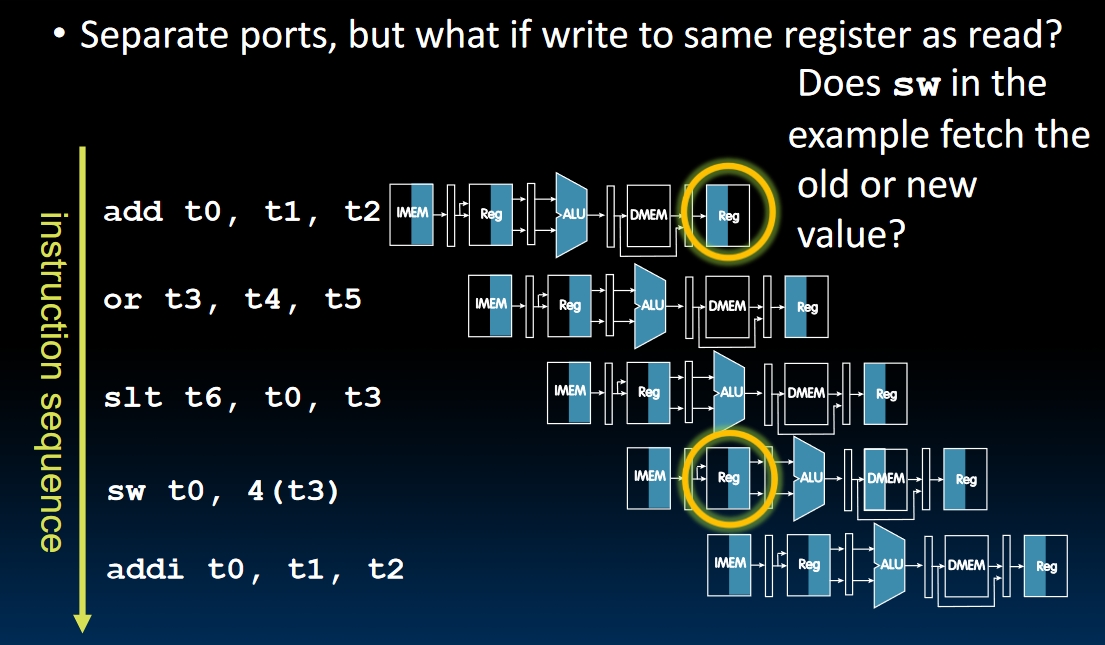 • Separate ports, but what if write to same register as read?
Does sw in the
example fetch the
old or new
value?
instruction sequence
add t0, t1, t2
IMEM Reg ALU DMEM Reg
or t3, t4, t5
IMEM Reg ALU DMEM Reg
slt t6, t0, t3
IMEM Reg ALU DMEM Reg
sw t0, 4(t3)
IMEM Reg ALU DMEM Reg
addi t0, t1, t2
IMEM Reg ALU DMEM Reg